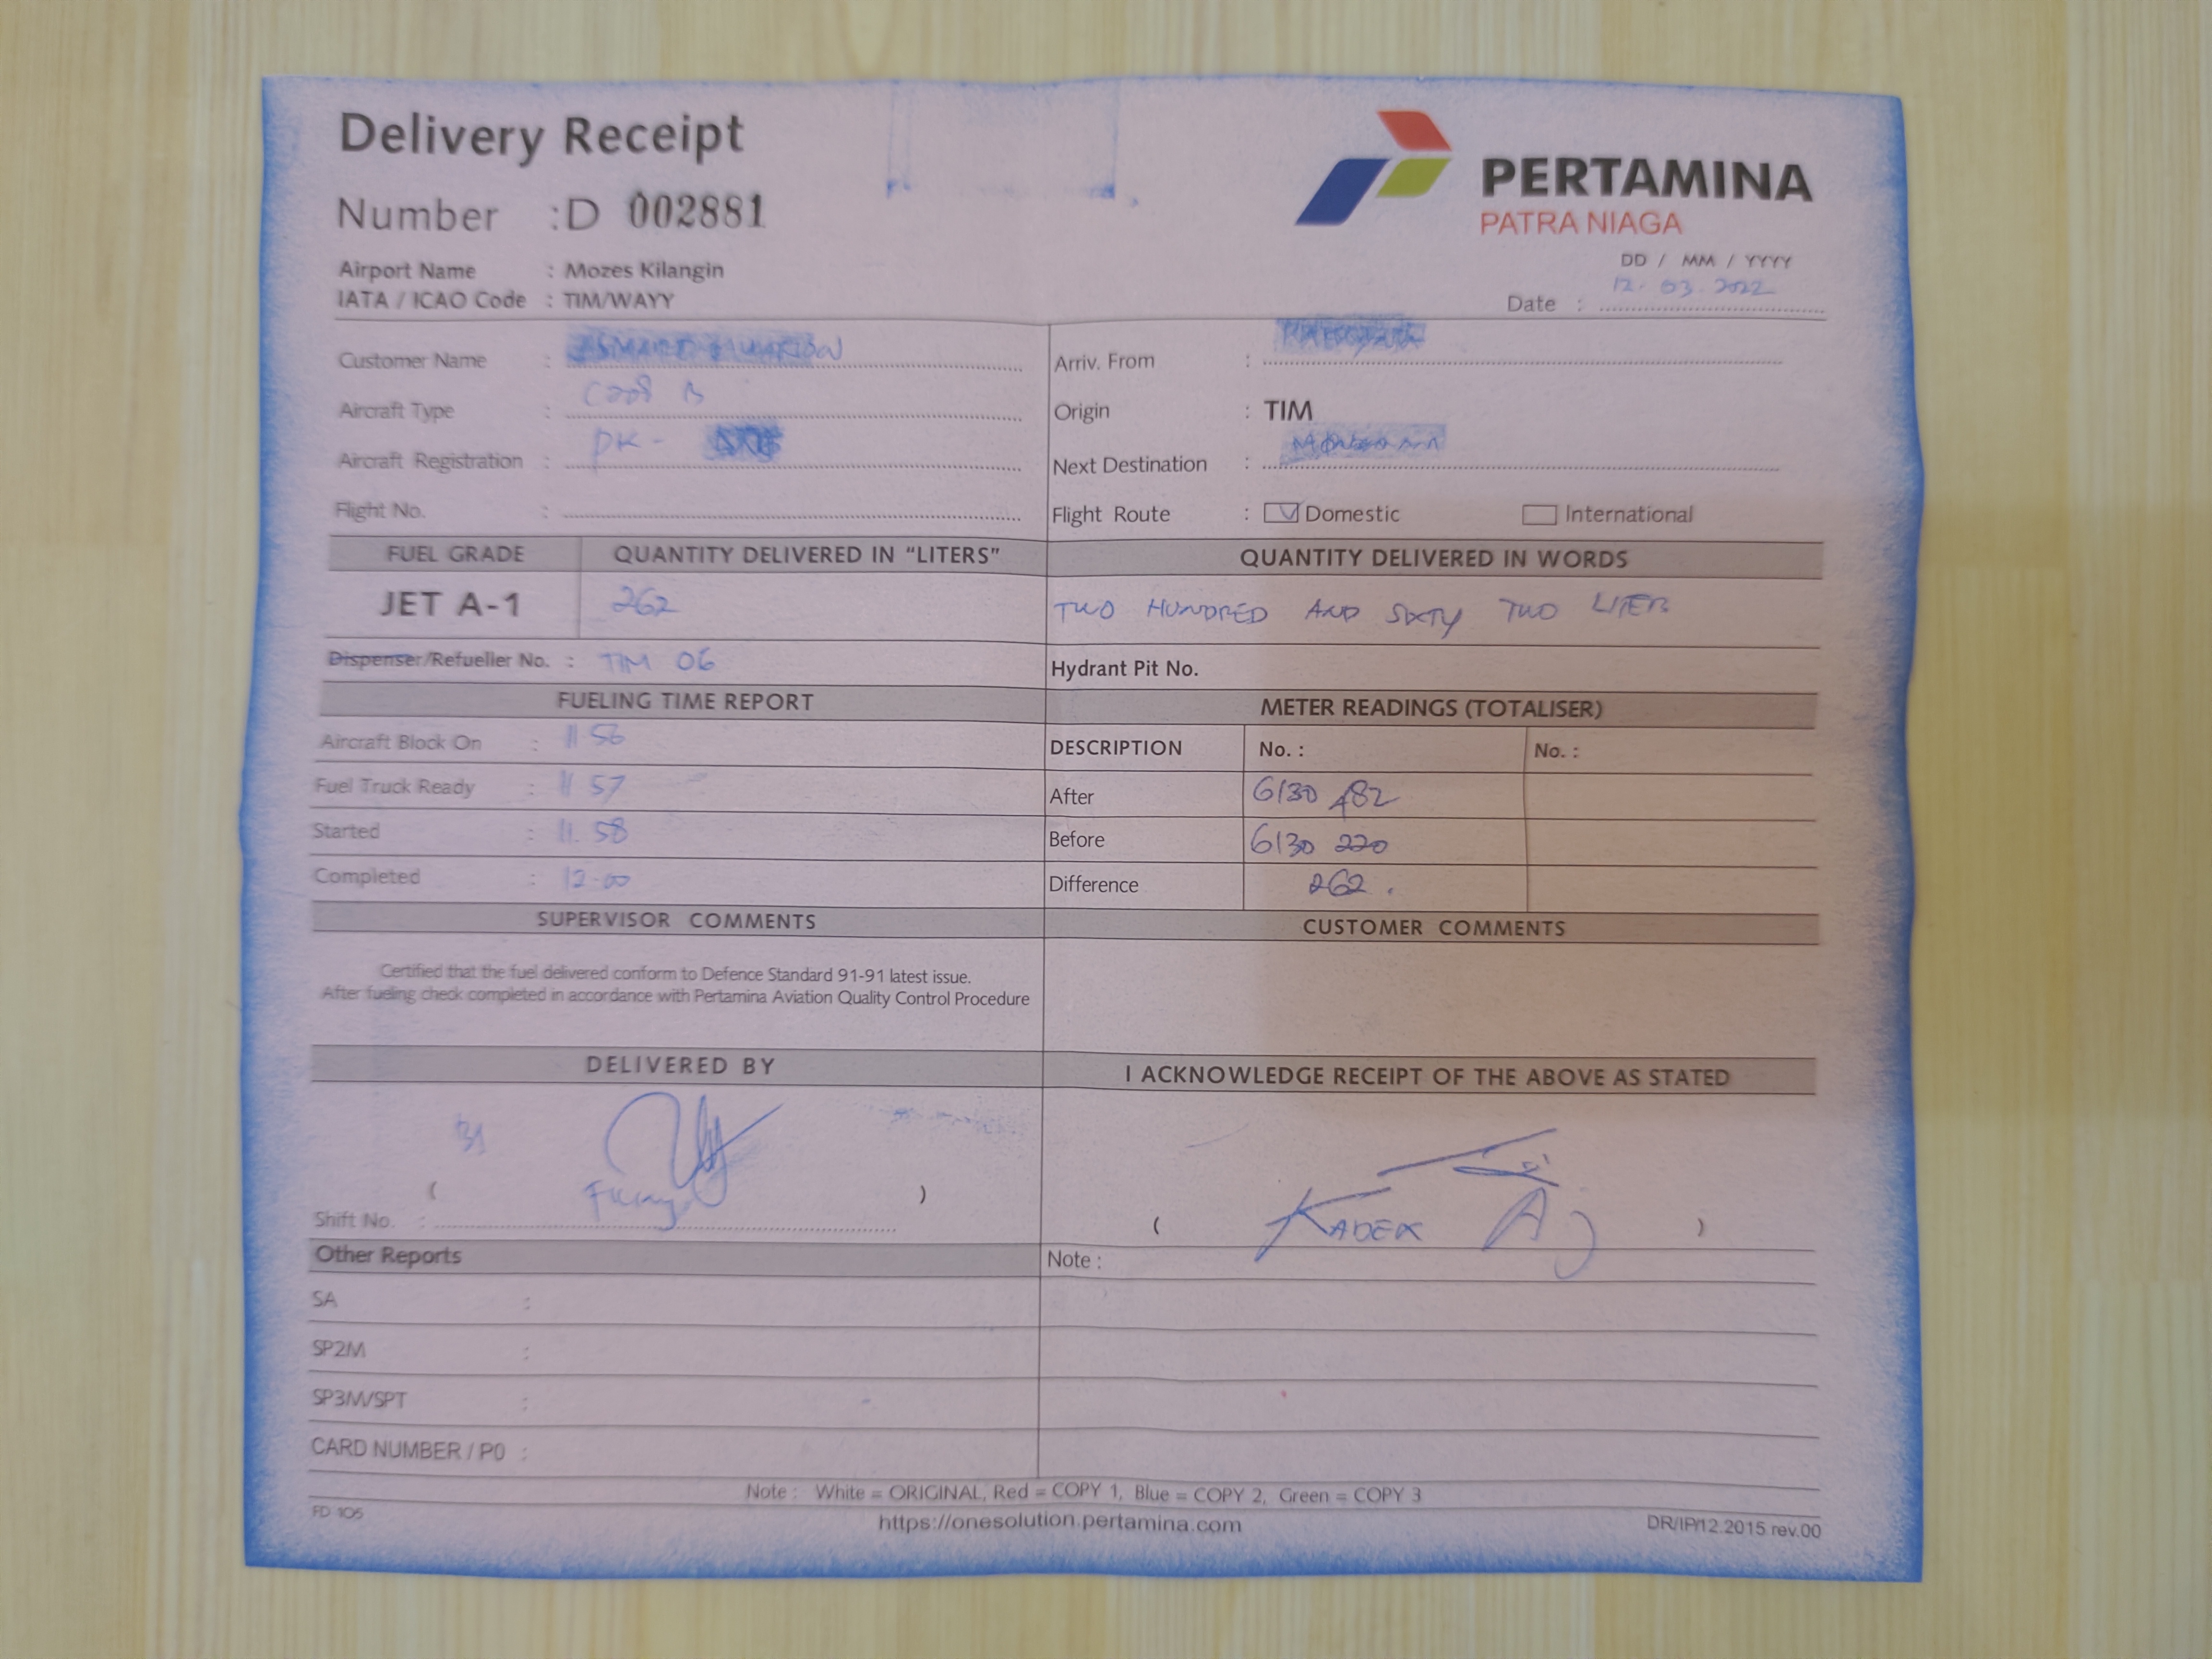 Delivery Receipt
Number :D 002881
PERTAMINA
PATRA NIAGA
Airport Name : Mozes Kilangin
IATA / ICAO Code : TIM/WAYY
DD / MM / YYYY
Date : 12. 03. 2022
Customer Name :
Aircraft Type : C208 B
Aircraft Registration : PK -
Flight No. :
Arriv. From :
Origin : TIM
Next Destination :
Flight Route : Domestic International
FUEL GRADE QUANTITY DELIVERED IN “LITERS” QUANTITY DELIVERED IN WORDS
JET A-1 262 TWO HUNDRED AND SIXTY TWO LITER
Dispenser/Refueller No. : TIM 06 Hydrant Pit No.
FUELING TIME REPORT
Aircraft Block On : 11 56
Fuel Truck Ready : 11 57
Started : 11. 58
Completed : 12-00
METER READINGS (TOTALISER)
DESCRIPTION No. : No. :
After 6130 482
Before 6130 220
Difference 262 .
SUPERVISOR COMMENTS
Certified that the fuel delivered conform to Defence Standard 91-91 latest issue.
After fueling check completed in accordance with Pertamina Aviation Quality Control Procedure
CUSTOMER COMMENTS
DELIVERED BY
( )
Shift No. :
I ACKNOWLEDGE RECEIPT OF THE ABOVE AS STATED
( KADEK A )
Other Reports
Note :
SA :
SP2M :
SP3M/SPT :
CARD NUMBER / P0 :
Note : White = ORIGINAL, Red = COPY 1, Blue = COPY 2, Green = COPY 3
FD 105
https://onesolution.pertamina.com
DR/IP/12.2015 rev.00